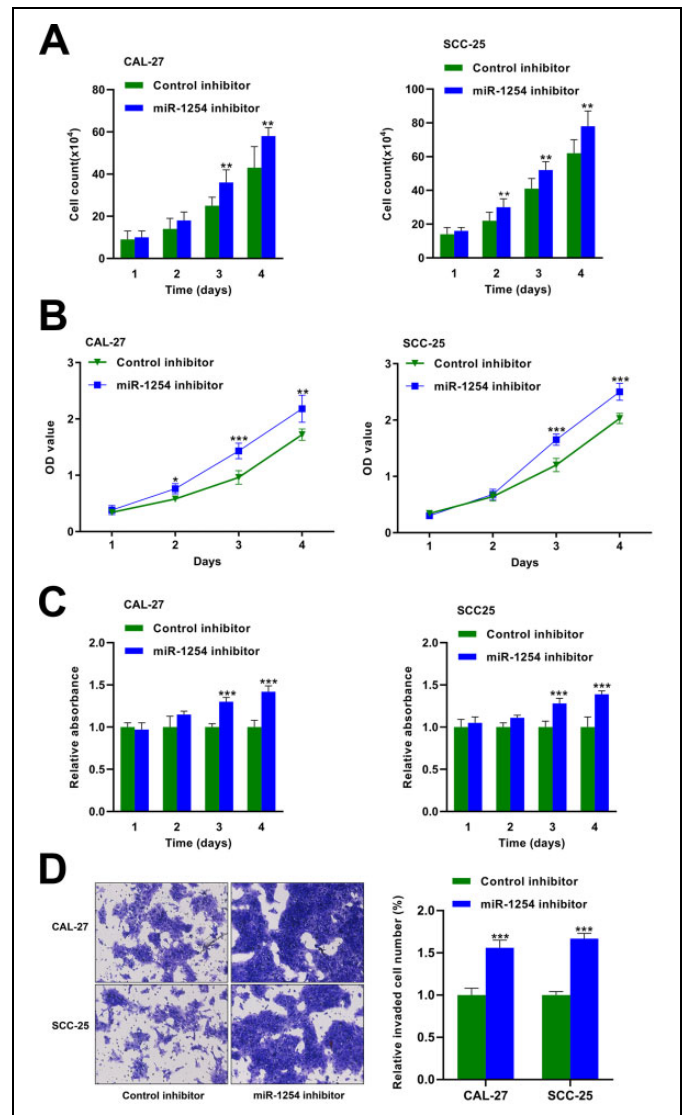 A
CAL-27
Control inhibitor
miR-1254 inhibitor
Cell count(x10⁴)
80
60
40
20
0
**
**
1 2 3 4
Time (days)
SCC-25
Control inhibitor
miR-1254 inhibitor
Cell count(x10⁴)
100
80
60
40
20
0
**
**
**
1 2 3 4
Time (days)
B
CAL-27
Control inhibitor
miR-1254 inhibitor
OD value
3
2
1
0
*
***
**
1 2 3 4
Days
SCC-25
Control inhibitor
miR-1254 inhibitor
OD value
3
2
1
0
***
***
1 2 3 4
Days
C
CAL-27
Control inhibitor
miR-1254 inhibitor
Relative absorbance
2.0
1.5
1.0
0.5
0.0
***
***
1 2 3 4
Time (days)
SCC25
Control inhibitor
miR-1254 inhibitor
Relative absorbance
2.0
1.5
1.0
0.5
0.0
***
***
1 2 3 4
Time (days)
D
CAL-27
SCC-25
Control inhibitor miR-1254 inhibitor
Control inhibitor
miR-1254 inhibitor
Relative invaded cell number (%)
2.0
1.5
1.0
0.5
0.0
***
***
CAL-27 SCC-25